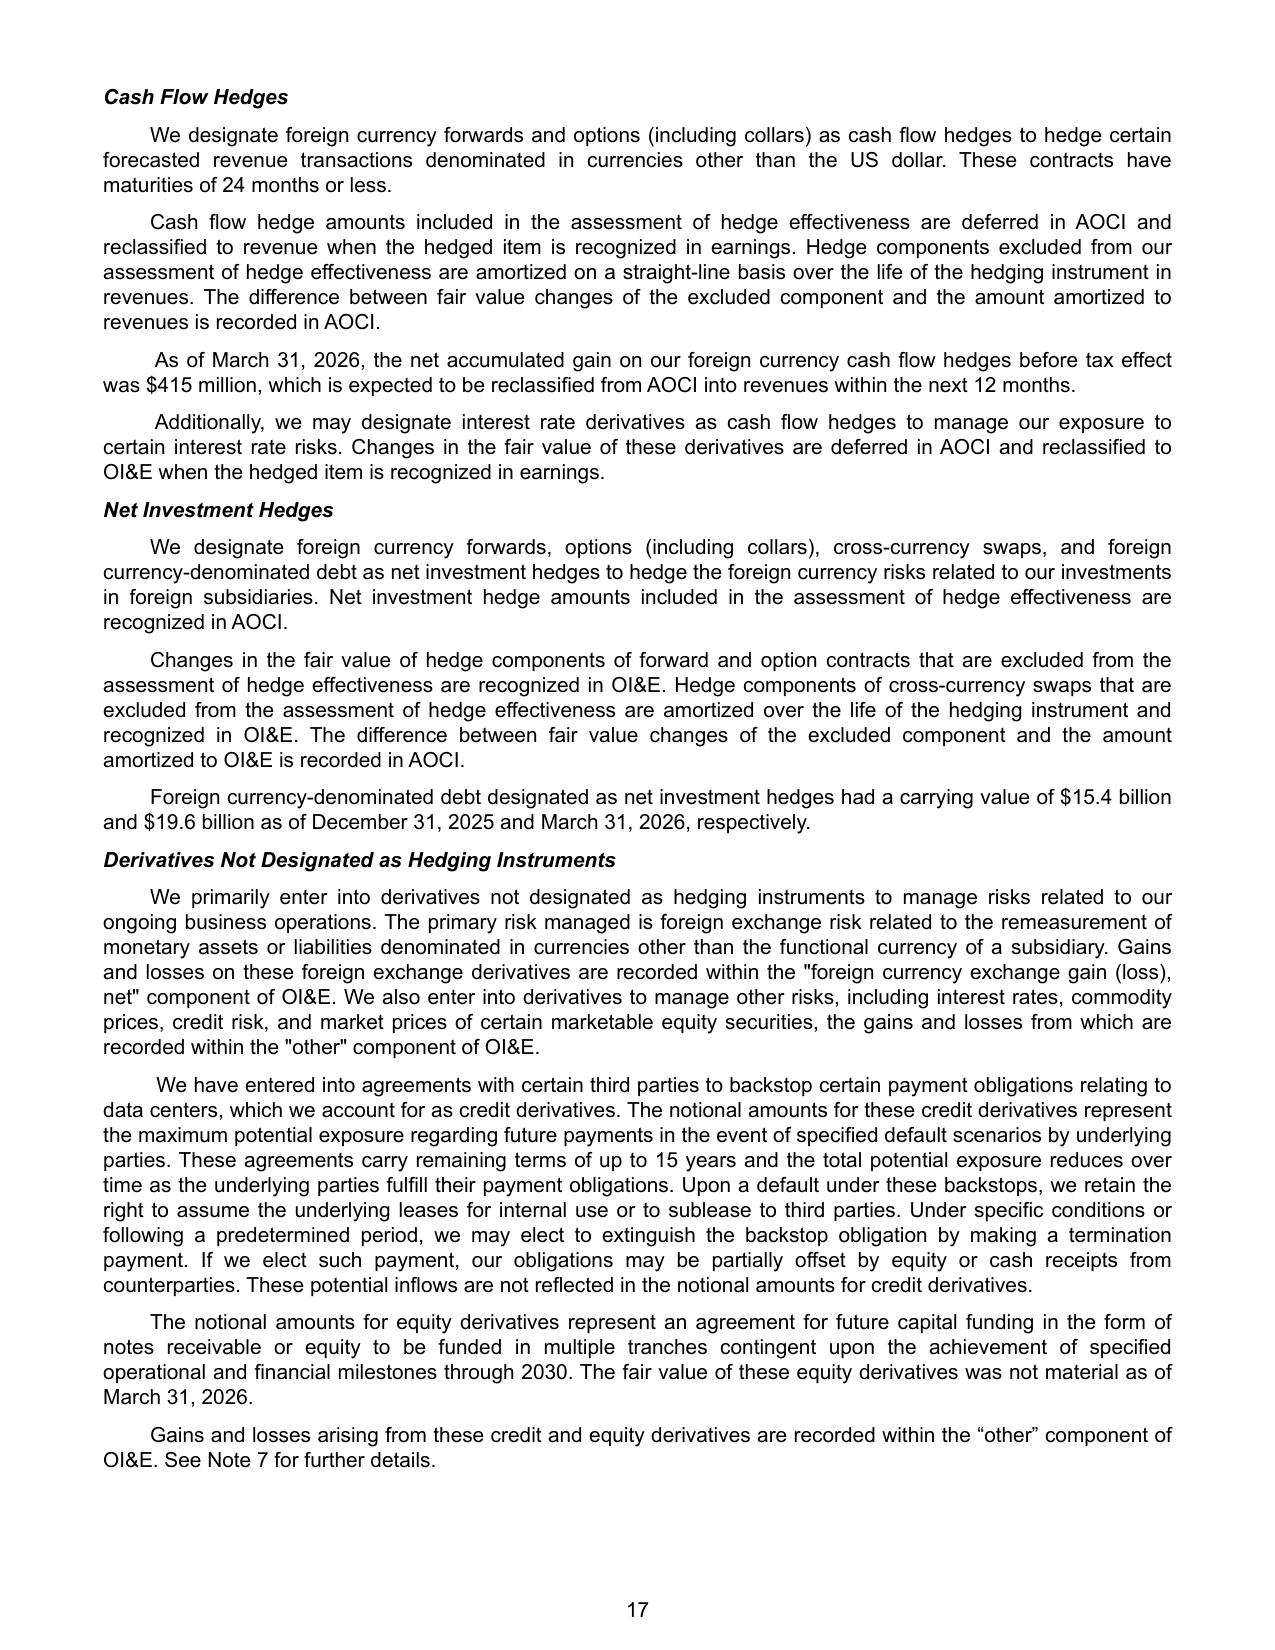 Cash Flow Hedges
We designate foreign currency forwards and options (including collars) as cash flow hedges to hedge certain
forecasted revenue transactions denominated in currencies other than the US dollar. These contracts have
maturities of 24 months or less.
Cash flow hedge amounts included in the assessment of hedge effectiveness are deferred in AOCI and
reclassified to revenue when the hedged item is recognized in earnings. Hedge components excluded from our
assessment of hedge effectiveness are amortized on a straight-line basis over the life of the hedging instrument in
revenues. The difference between fair value changes of the excluded component and the amount amortized to
revenues is recorded in AOCI.
As of March 31, 2026, the net accumulated gain on our foreign currency cash flow hedges before tax effect
was $415 million, which is expected to be reclassified from AOCI into revenues within the next 12 months.
Additionally, we may designate interest rate derivatives as cash flow hedges to manage our exposure to
certain interest rate risks. Changes in the fair value of these derivatives are deferred in AOCI and reclassified to
OI&E when the hedged item is recognized in earnings.
Net Investment Hedges
We designate foreign currency forwards, options (including collars), cross-currency swaps, and foreign
currency-denominated debt as net investment hedges to hedge the foreign currency risks related to our investments
in foreign subsidiaries. Net investment hedge amounts included in the assessment of hedge effectiveness are
recognized in AOCI.
Changes in the fair value of hedge components of forward and option contracts that are excluded from the
assessment of hedge effectiveness are recognized in OI&E. Hedge components of cross-currency swaps that are
excluded from the assessment of hedge effectiveness are amortized over the life of the hedging instrument and
recognized in OI&E. The difference between fair value changes of the excluded component and the amount
amortized to OI&E is recorded in AOCI.
Foreign currency-denominated debt designated as net investment hedges had a carrying value of $15.4 billion
and $19.6 billion as of December 31, 2025 and March 31, 2026, respectively.
Derivatives Not Designated as Hedging Instruments
We primarily enter into derivatives not designated as hedging instruments to manage risks related to our
ongoing business operations. The primary risk managed is foreign exchange risk related to the remeasurement of
monetary assets or liabilities denominated in currencies other than the functional currency of a subsidiary. Gains
and losses on these foreign exchange derivatives are recorded within the "foreign currency exchange gain (loss),
net" component of OI&E. We also enter into derivatives to manage other risks, including interest rates, commodity
prices, credit risk, and market prices of certain marketable equity securities, the gains and losses from which are
recorded within the "other" component of OI&E.
We have entered into agreements with certain third parties to backstop certain payment obligations relating to
data centers, which we account for as credit derivatives. The notional amounts for these credit derivatives represent
the maximum potential exposure regarding future payments in the event of specified default scenarios by underlying
parties. These agreements carry remaining terms of up to 15 years and the total potential exposure reduces over
time as the underlying parties fulfill their payment obligations. Upon a default under these backstops, we retain the
right to assume the underlying leases for internal use or to sublease to third parties. Under specific conditions or
following a predetermined period, we may elect to extinguish the backstop obligation by making a termination
payment. If we elect such payment, our obligations may be partially offset by equity or cash receipts from
counterparties. These potential inflows are not reflected in the notional amounts for credit derivatives.
The notional amounts for equity derivatives represent an agreement for future capital funding in the form of
notes receivable or equity to be funded in multiple tranches contingent upon the achievement of specified
operational and financial milestones through 2030. The fair value of these equity derivatives was not material as of
March 31, 2026.
Gains and losses arising from these credit and equity derivatives are recorded within the “other” component of
OI&E. See Note 7 for further details.
17